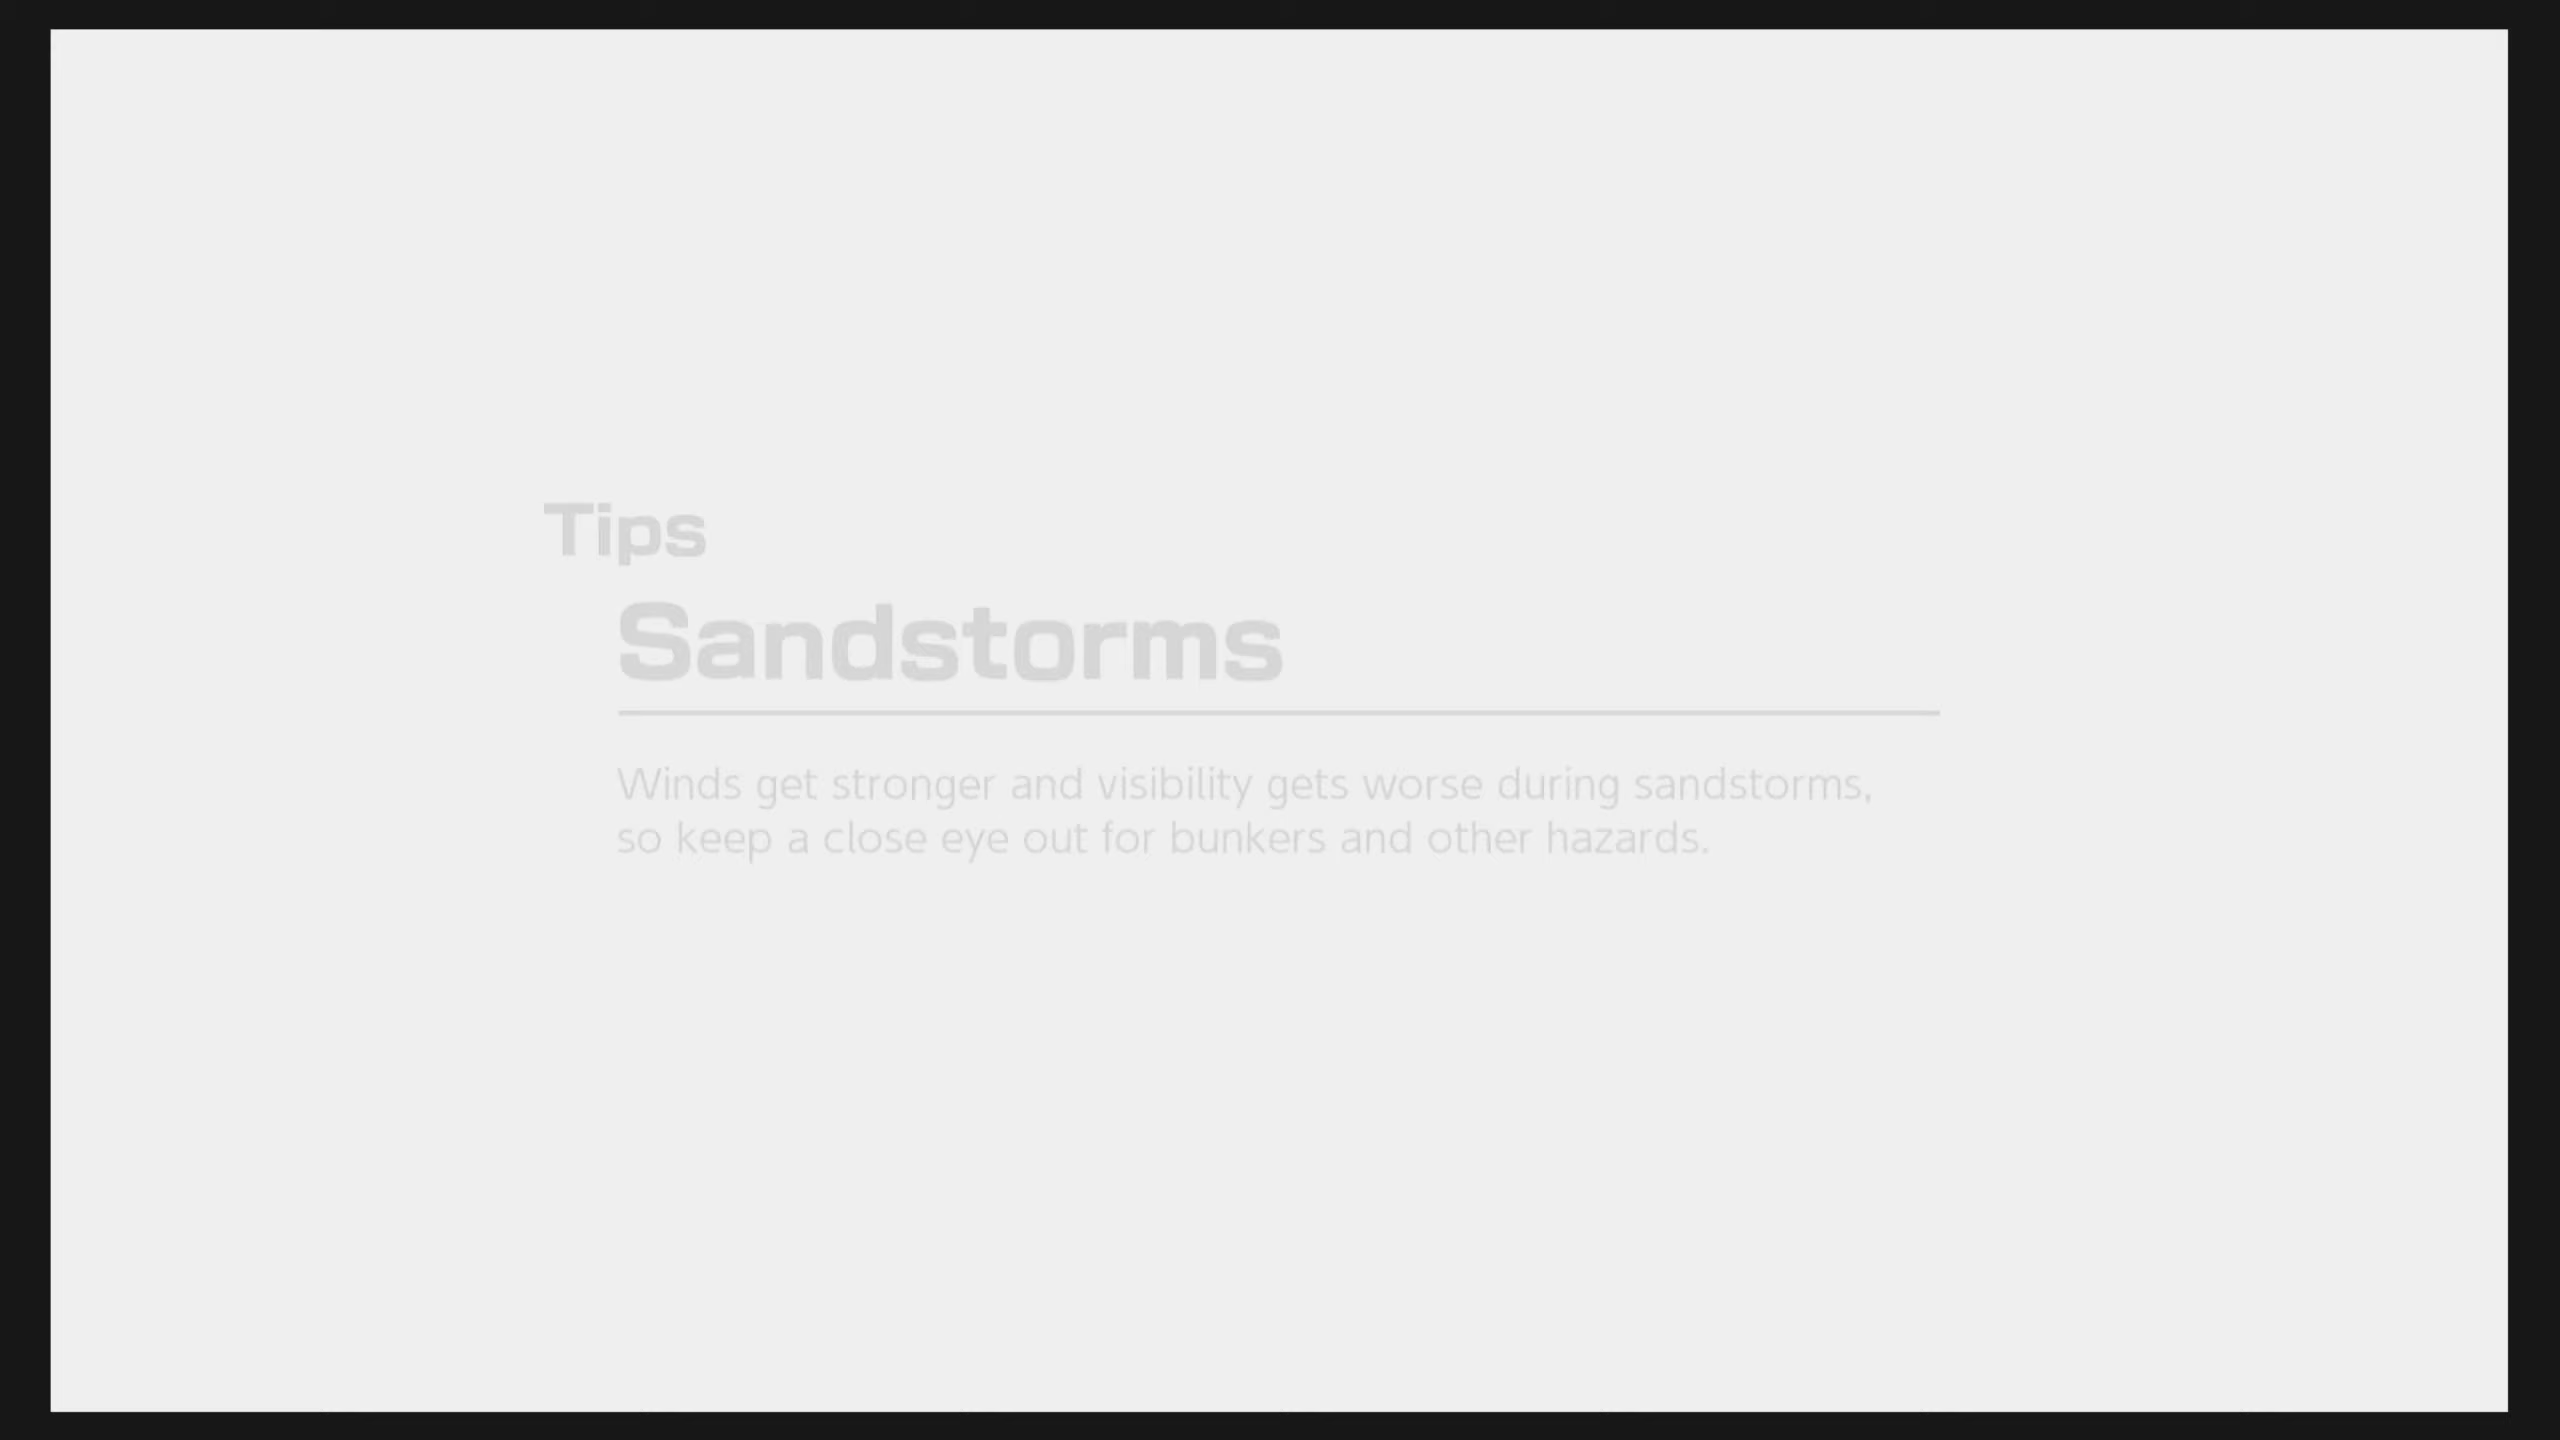 Tips
Sandstorms
Winds get stronger and visibility gets worse during sandstorms,
so keep a close eye out for bunkers and other hazards.